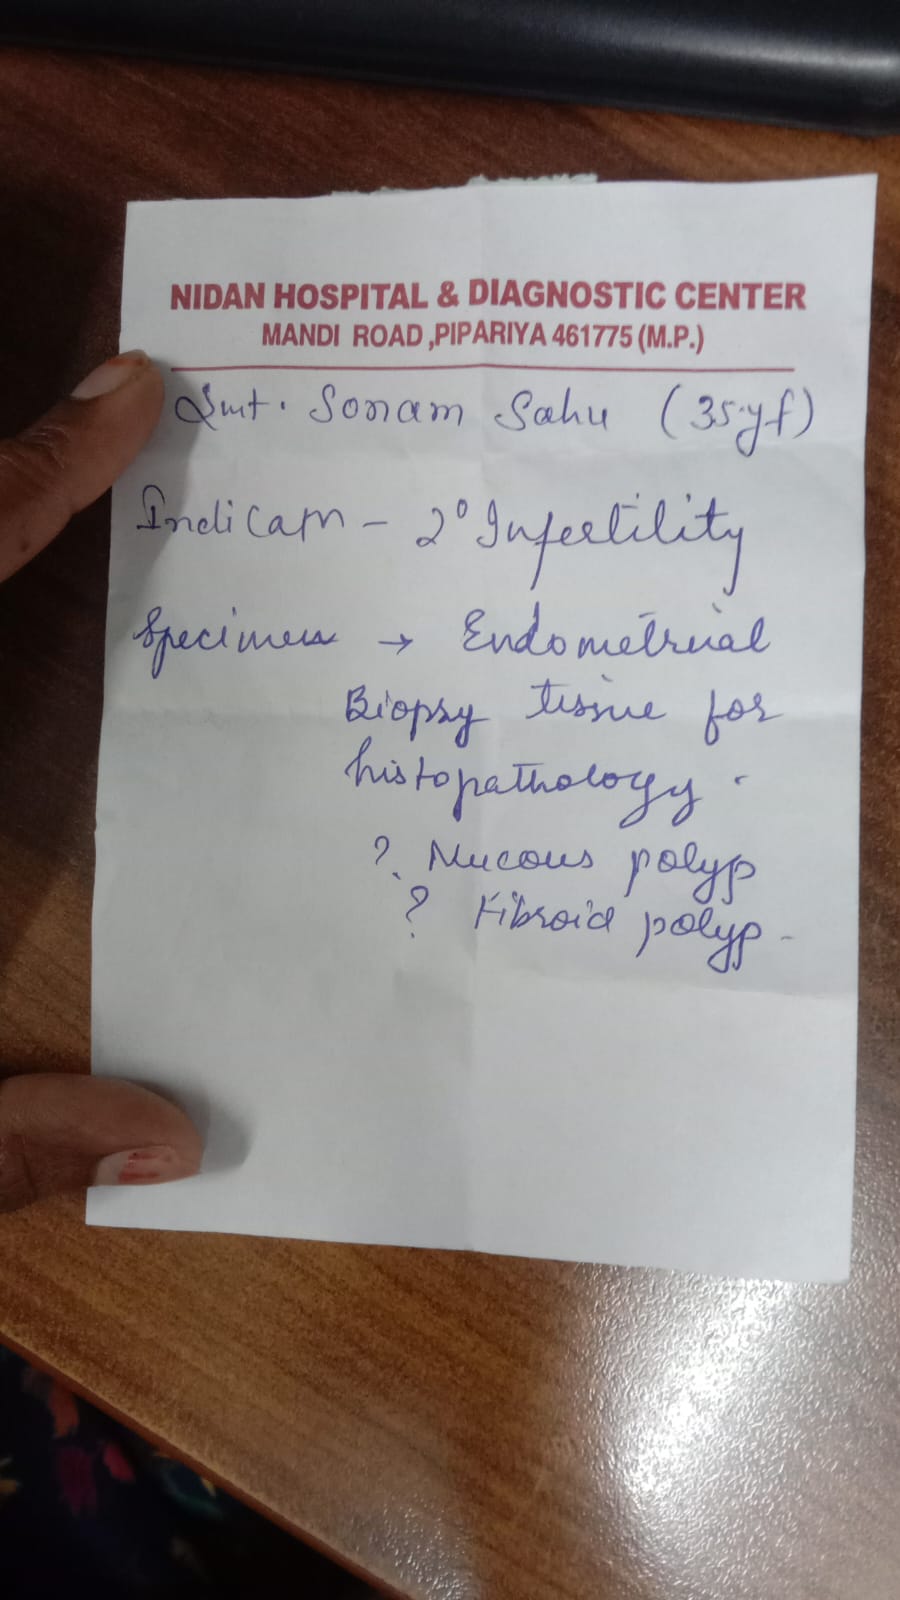 NIDAN HOSPITAL & DIAGNOSTIC CENTER
MANDI ROAD ,PIPARIYA 461775 (M.P.)
Smt. Sonam Sahu (35yf)
Indicatn - 2° Infertility
Specimen → Endometrial
Biopsy tissue for
histopathology.
? Mucous polyp
? Fibroid polyp -